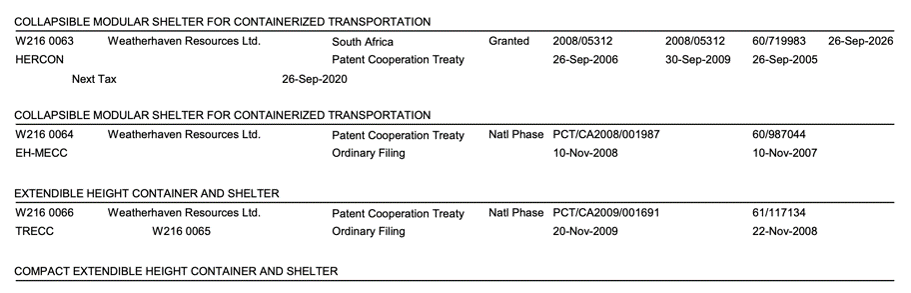 COLLAPSIBLE MODULAR SHELTER FOR CONTAINERIZED TRANSPORTATION
W216 0063 Weatherhaven Resources Ltd. South Africa Granted 2008/05312 2008/05312 60/719983 26-Sep-2026
HERCON Patent Cooperation Treaty 26-Sep-2006 30-Sep-2009 26-Sep-2005
Next Tax 26-Sep-2020
COLLAPSIBLE MODULAR SHELTER FOR CONTAINERIZED TRANSPORTATION
W216 0064 Weatherhaven Resources Ltd. Patent Cooperation Treaty Natl Phase PCT/CA2008/001987 60/987044
EH-MECC Ordinary Filing 10-Nov-2008 10-Nov-2007
EXTENDIBLE HEIGHT CONTAINER AND SHELTER
W216 0066 Weatherhaven Resources Ltd. Patent Cooperation Treaty Natl Phase PCT/CA2009/001691 61/117134
TRECC W216 0065 Ordinary Filing 20-Nov-2009 22-Nov-2008
COMPACT EXTENDIBLE HEIGHT CONTAINER AND SHELTER